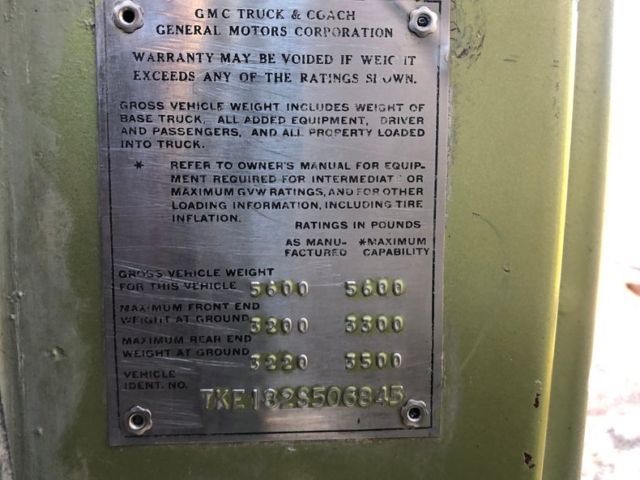 GMC TRUCK & COACH
GENERAL MOTORS CORPORATION
WARRANTY MAY BE VOIDED IF WEIG IT
EXCEEDS ANY OF THE RATINGS SHOWN.
GROSS VEHICLE WEIGHT INCLUDES WEIGHT OF
BASE TRUCK, ALL ADDED EQUIPMENT, DRIVER
AND PASSENGERS, AND ALL PROPERTY LOADED
INTO TRUCK.
* REFER TO OWNER'S MANUAL FOR EQUIP-
MENT REQUIRED FOR INTERMEDIATE OR
MAXIMUM GVW RATINGS, AND FOR OTHER
LOADING INFORMATION, INCLUDING TIRE
INFLATION.
RATINGS IN POUNDS
AS MANU- *MAXIMUM
FACTURED CAPABILITY
GROSS VEHICLE WEIGHT
FOR THIS VEHICLE 5600 5600
MAXIMUM FRONT END
WEIGHT AT GROUND 3200 3300
MAXIMUM REAR END
WEIGHT AT GROUND 3220 3500
VEHICLE
IDENT. NO. TKE182S506845